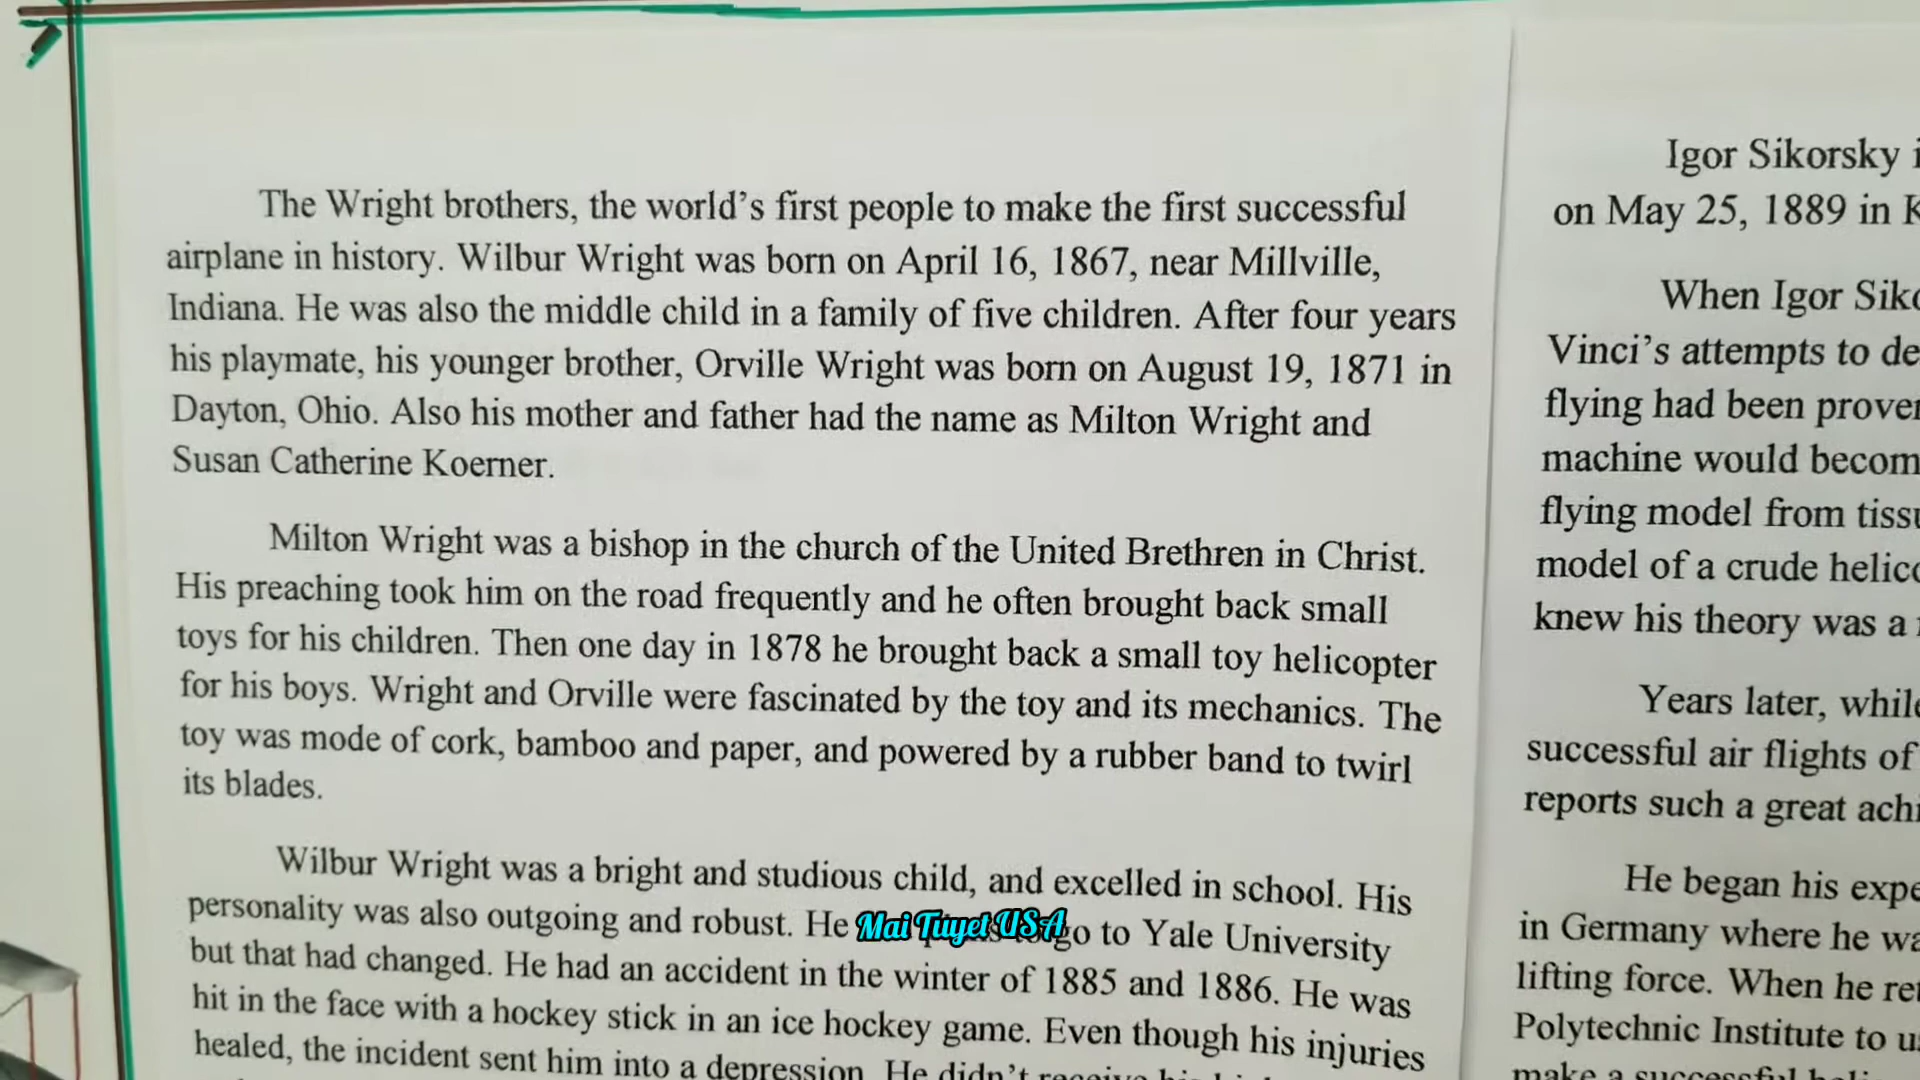 The Wright brothers, the world's first people to make the first successful
airplane in history. Wilbur Wright was born on April 16, 1867, near Millville,
Indiana. He was also the middle child in a family of five children. After four years
his playmate, his younger brother, Orville Wright was born on August 19, 1871 in
Dayton, Ohio. Also his mother and father had the name as Milton Wright and
Susan Catherine Koerner.
Milton Wright was a bishop in the church of the United Brethren in Christ.
His preaching took him on the road frequently and he often brought back small
toys for his children. Then one day in 1878 he brought back a small toy helicopter
for his boys. Wright and Orville were fascinated by the toy and its mechanics. The
toy was mode of cork, bamboo and paper, and powered by a rubber band to twirl
its blades.
Wilbur Wright was a bright and studious child, and excelled in school. His
personality was also outgoing and robust. He go to Yale University
but that had changed. He had an accident in the winter of 1885 and 1886. He was
hit in the face with a hockey stick in an ice hockey game. Even though his injuries
healed, the incident sent him into a depression. He didn't receive his
Mai Tuyet USA
Igor Sikorsky
on May 25, 1889 in
When Igor
Vinci's attempts to
flying had been
machine would
flying model from
model of a crude
knew his theory was a
Years later,
successful air flights of
reports such a great
He began his
in Germany where he
lifting force. When he
Polytechnic Institute to
make a successful